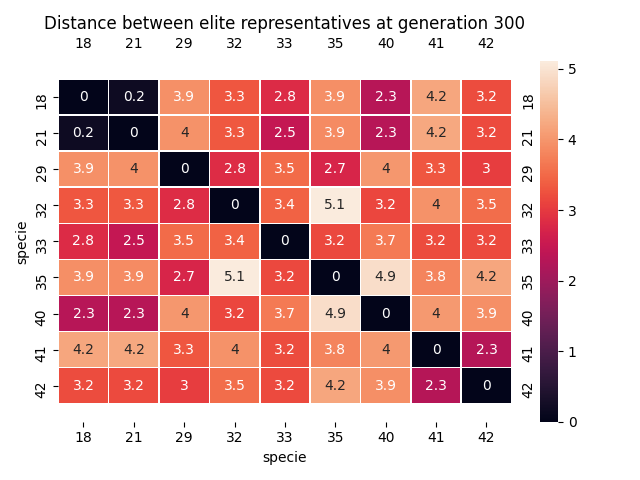 Distance between elite representatives at generation 300
18 21 29 32 33 35 40 41 42
5
18 0 0.2 3.9 3.3 2.8 3.9 2.3 4.2 3.2 18
21 0.2 0 4 3.3 2.5 3.9 2.3 4.2 3.2 21
4
29 3.9 4 0 2.8 3.5 2.7 4 3.3 3 29
32 3.3 3.3 2.8 0 3.4 5.1 3.2 4 3.5 32
3
specie
33 2.8 2.5 3.5 3.4 0 3.2 3.7 3.2 3.2 33
35 3.9 3.9 2.7 5.1 3.2 0 4.9 3.8 4.2 35
2
40 2.3 2.3 4 3.2 3.7 4.9 0 4 3.9 40
41 4.2 4.2 3.3 4 3.2 3.8 4 0 2.3 41
1
42 3.2 3.2 3 3.5 3.2 4.2 3.9 2.3 0 42
0
18 21 29 32 33 35 40 41 42
specie